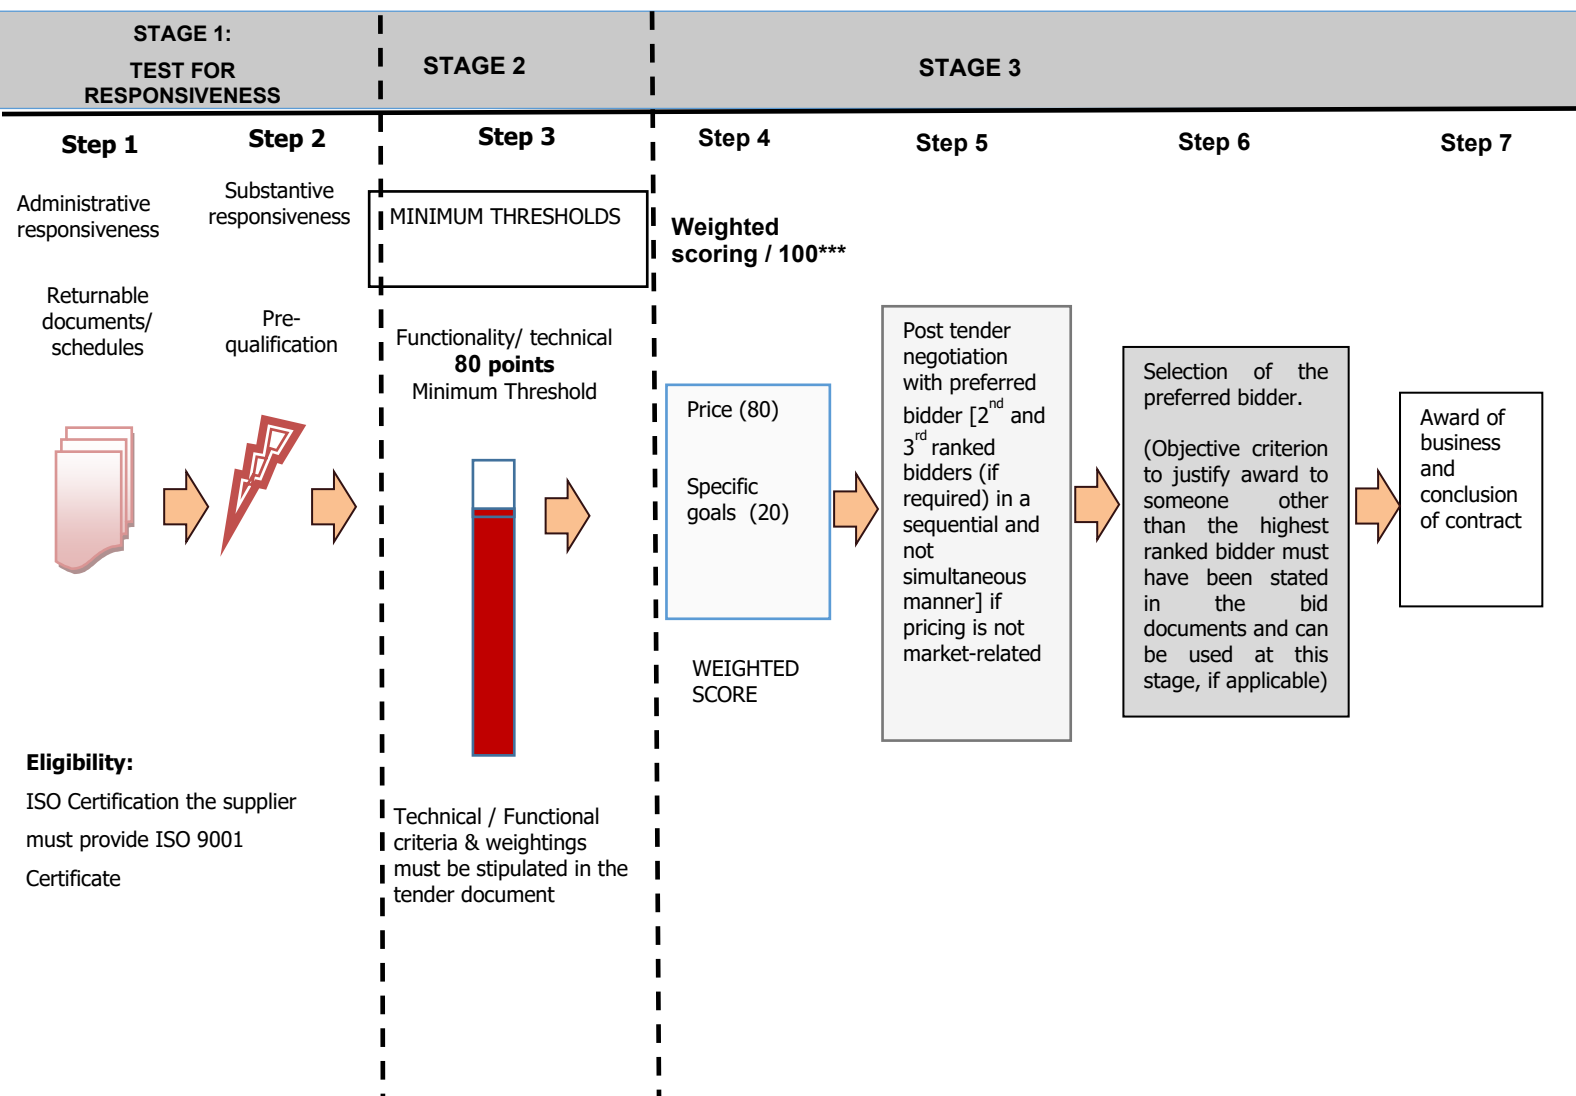 STAGE 1:
TEST FOR
RESPONSIVENESS
STAGE 2
STAGE 3
Step 1
Step 2
Step 3
Step 4
Step 5
Step 6
Step 7
Administrative
responsiveness
Returnable
documents/
schedules
Substantive
responsiveness
Pre-
qualification
Eligibility:
ISO Certification the supplier
must provide ISO 9001
Certificate
MINIMUM THRESHOLDS
Functionality/ technical
80 points
Minimum Threshold
Technical / Functional
criteria & weightings
must be stipulated in the
tender document
Weighted
scoring / 100***
Price (80)
Specific
goals (20)
WEIGHTED
SCORE
Post tender
negotiation
with preferred
bidder [2nd and
3rd ranked
bidders (if
required) in a
sequential and
not
simultaneous
manner] if
pricing is not
market-related
Selection of the
preferred bidder.
(Objective criterion
to justify award to
someone other
than the highest
ranked bidder must
have been stated
in the bid
documents and can
be used at this
stage, if applicable)
Award of
business
and
conclusion
of contract